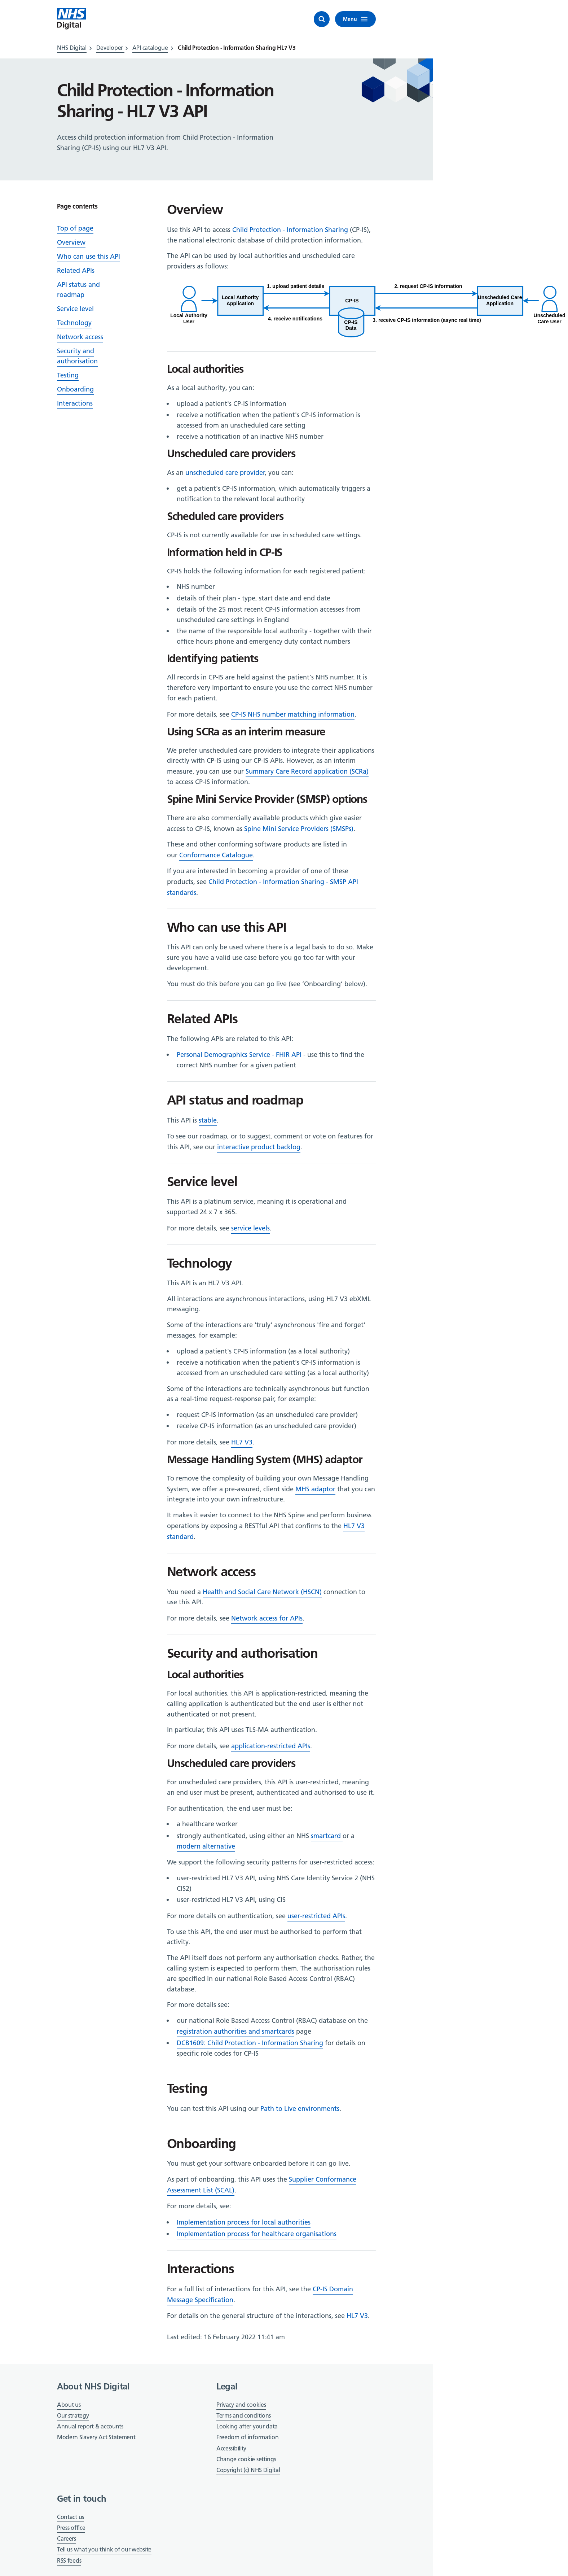 NHS
Digital
Menu
NHS Digital > Developer > API catalogue > Child Protection - Information Sharing HL7 V3
Child Protection - Information
Sharing - HL7 V3 API
Access child protection information from Child Protection - Information
Sharing (CP-IS) using our HL7 V3 API.
Page contents
Top of page
Overview
Who can use this API
Related APIs
API status and
roadmap
Service level
Technology
Network access
Security and
authorisation
Testing
Onboarding
Interactions
Overview
Use this API to access Child Protection - Information Sharing (CP-IS),
the national electronic database of child protection information.
The API can be used by local authorities and unscheduled care
providers as follows:
Local Authority
User
Local Authority
Application
1. upload patient details
4. receive notifications
CP-IS
CP-IS
Data
2. request CP-IS information
3. receive CP-IS information (async real time)
Unscheduled Care
Application
Unscheduled
Care User
Local authorities
As a local authority, you can:
• upload a patient's CP-IS information
• receive a notification when the patient's CP-IS information is
accessed from an unscheduled care setting
• receive a notification of an inactive NHS number
Unscheduled care providers
As an unscheduled care provider, you can:
• get a patient's CP-IS information, which automatically triggers a
notification to the relevant local authority
Scheduled care providers
CP-IS is not currently available for use in scheduled care settings.
Information held in CP-IS
CP-IS holds the following information for each registered patient:
• NHS number
• details of their plan - type, start date and end date
• details of the 25 most recent CP-IS information accesses from
unscheduled care settings in England
• the name of the responsible local authority - together with their
office hours phone and emergency duty contact numbers
Identifying patients
All records in CP-IS are held against the patient's NHS number. It is
therefore very important to ensure you use the correct NHS number
for each patient.
For more details, see CP-IS NHS number matching information.
Using SCRa as an interim measure
We prefer unscheduled care providers to integrate their applications
directly with CP-IS using our CP-IS APIs. However, as an interim
measure, you can use our Summary Care Record application (SCRa)
to access CP-IS information.
Spine Mini Service Provider (SMSP) options
There are also commercially available products which give easier
access to CP-IS, known as Spine Mini Service Providers (SMSPs).
These and other conforming software products are listed in
our Conformance Catalogue.
If you are interested in becoming a provider of one of these
products, see Child Protection - Information Sharing - SMSP API
standards.
Who can use this API
This API can only be used where there is a legal basis to do so. Make
sure you have a valid use case before you go too far with your
development.
You must do this before you can go live (see 'Onboarding' below).
Related APIs
The following APIs are related to this API:
• Personal Demographics Service - FHIR API - use this to find the
correct NHS number for a given patient
API status and roadmap
This API is stable.
To see our roadmap, or to suggest, comment or vote on features for
this API, see our interactive product backlog.
Service level
This API is a platinum service, meaning it is operational and
supported 24 x 7 x 365.
For more details, see service levels.
Technology
This API is an HL7 V3 API.
All interactions are asynchronous interactions, using HL7 V3 ebXML
messaging.
Some of the interactions are 'truly' asynchronous 'fire and forget'
messages, for example:
• upload a patient's CP-IS information (as a local authority)
• receive a notification when the patient's CP-IS information is
accessed from an unscheduled care setting (as a local authority)
Some of the interactions are technically asynchronous but function
as a real-time request-response pair, for example:
• request CP-IS information (as an unscheduled care provider)
• receive CP-IS information (as an unscheduled care provider)
For more details, see HL7 V3.
Message Handling System (MHS) adaptor
To remove the complexity of building your own Message Handling
System, we offer a pre-assured, client side MHS adaptor that you can
integrate into your own infrastructure.
It makes it easier to connect to the NHS Spine and perform business
operations by exposing a RESTful API that confirms to the HL7 V3
standard.
Network access
You need a Health and Social Care Network (HSCN) connection to
use this API.
For more details, see Network access for APIs.
Security and authorisation
Local authorities
For local authorities, this API is application-restricted, meaning the
calling application is authenticated but the end user is either not
authenticated or not present.
In particular, this API uses TLS-MA authentication.
For more details, see application-restricted APIs.
Unscheduled care providers
For unscheduled care providers, this API is user-restricted, meaning
an end user must be present, authenticated and authorised to use it.
For authentication, the end user must be:
• a healthcare worker
• strongly authenticated, using either an NHS smartcard or a
modern alternative
We support the following security patterns for user-restricted access:
• user-restricted HL7 V3 API, using NHS Care Identity Service 2 (NHS
CIS2)
• user-restricted HL7 V3 API, using CIS
For more details on authentication, see user-restricted APIs.
To use this API, the end user must be authorised to perform that
activity.
The API itself does not perform any authorisation checks. Rather, the
calling system is expected to perform them. The authorisation rules
are specified in our national Role Based Access Control (RBAC)
database.
For more details see:
• our national Role Based Access Control (RBAC) database on the
registration authorities and smartcards page
• DCB1609: Child Protection - Information Sharing for details on
specific role codes for CP-IS
Testing
You can test this API using our Path to Live environments.
Onboarding
You must get your software onboarded before it can go live.
As part of onboarding, this API uses the Supplier Conformance
Assessment List (SCAL).
For more details, see:
• Implementation process for local authorities
• Implementation process for healthcare organisations
Interactions
For a full list of interactions for this API, see the CP-IS Domain
Message Specification.
For details on the general structure of the interactions, see HL7 V3.
Last edited: 16 February 2022 11:41 am
About NHS Digital
About us
Our strategy
Annual report & accounts
Modern Slavery Act Statement
Legal
Privacy and cookies
Terms and conditions
Looking after your data
Freedom of information
Accessibility
Change cookie settings
Copyright (c) NHS Digital
Get in touch
Contact us
Press office
Careers
Tell us what you think of our website
RSS feeds